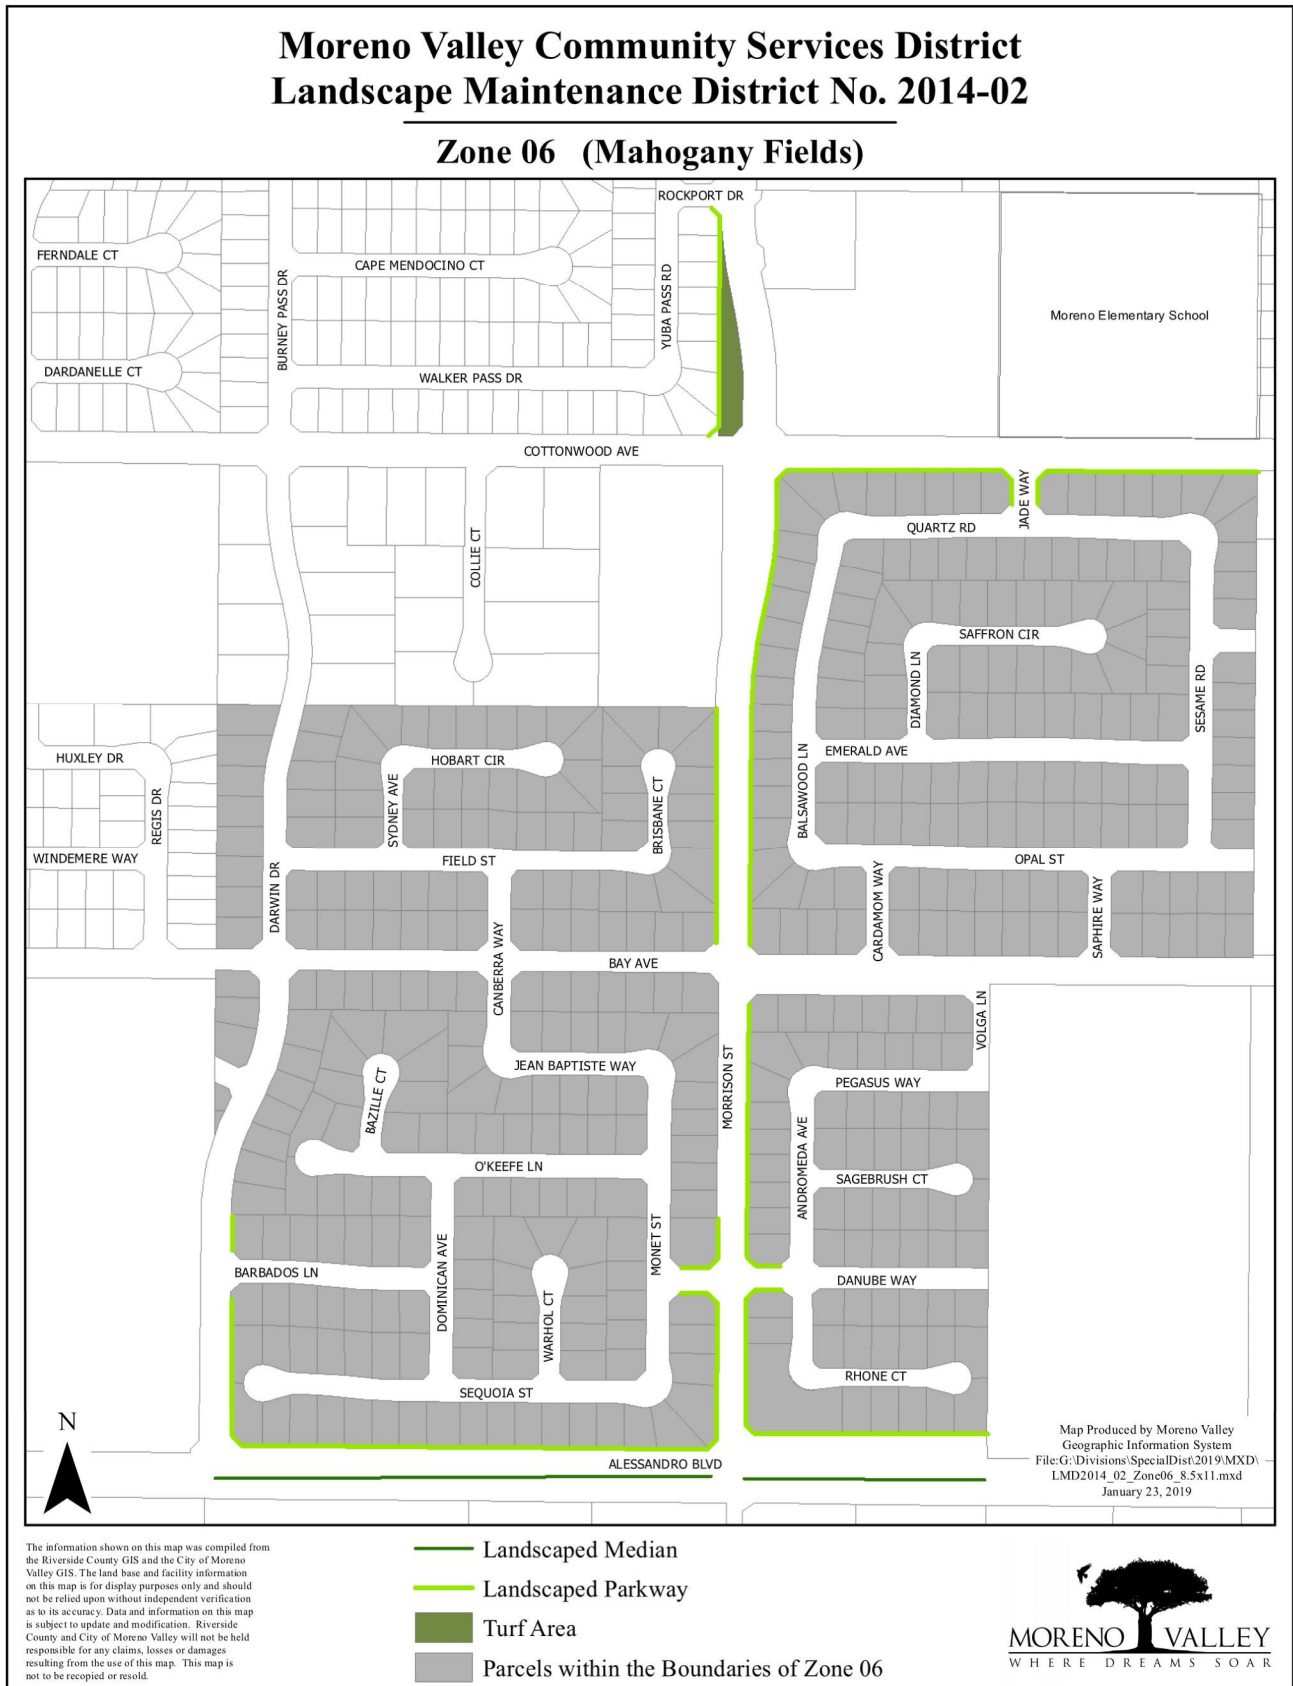 Moreno Valley Community Services District
Landscape Maintenance District No. 2014-02
Zone 06 (Mahogany Fields)
ROCKPORT DR
FERNDALE CT
CAPE MENDOCINO CT
BURNEY PASS DR
YUBA PASS RD
Moreno Elementary School
DARDANELLE CT
WALKER PASS DR
COTTONWOOD AVE
JADE WAY
QUARTZ RD
COLLIE CT
SAFFRON CIR
DIAMOND LN
SESAME RD
HUXLEY DR
HOBART CIR
EMERALD AVE
BALSAWOOD LN
SYDNEY AVE
BRISBANE CT
REGIS DR
WINDEMERE WAY
FIELD ST
OPAL ST
DARWIN DR
CARDAMOM WAY
SAPHIRE WAY
CANBERRA WAY
BAY AVE
VOLGA LN
JEAN BAPTISTE WAY
MORRISON ST
BAZILLE CT
PEGASUS WAY
ANDROMEDA AVE
O'KEEFE LN
SAGEBRUSH CT
MONET ST
BARBADOS LN
DOMINICAN AVE
DANUBE WAY
WARHOL CT
RHONE CT
SEQUOIA ST
N
ALESSANDRO BLVD
Map Produced by Moreno Valley
Geographic Information System
File:G:\Divisions\SpecialDist\2019\MXD\
LMD2014_02_Zone06_8.5x11.mxd
January 23, 2019
The information shown on this map was compiled from
the Riverside County GIS and the City of Moreno
Valley GIS. The land base and facility information
on this map is for display purposes only and should
not be relied upon without independent verification
as to its accuracy. Data and information on this map
is subject to update and modification. Riverside
County and City of Moreno Valley will not be held
responsible for any claims, losses or damages
resulting from the use of this map. This map is
not to be recopied or resold.
Landscaped Median
Landscaped Parkway
Turf Area
Parcels within the Boundaries of Zone 06
MORENO VALLEY
WHERE DREAMS SOAR